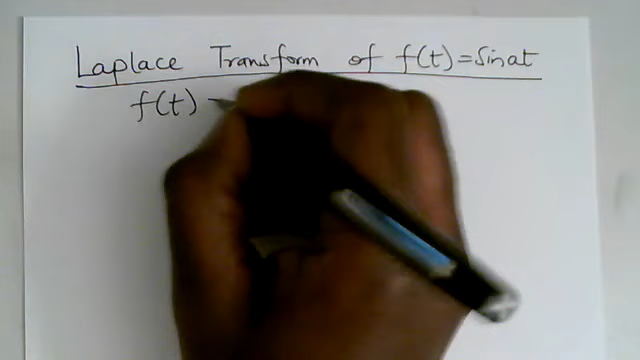 Laplace Transform of f(t)=Sinat
f(t) -